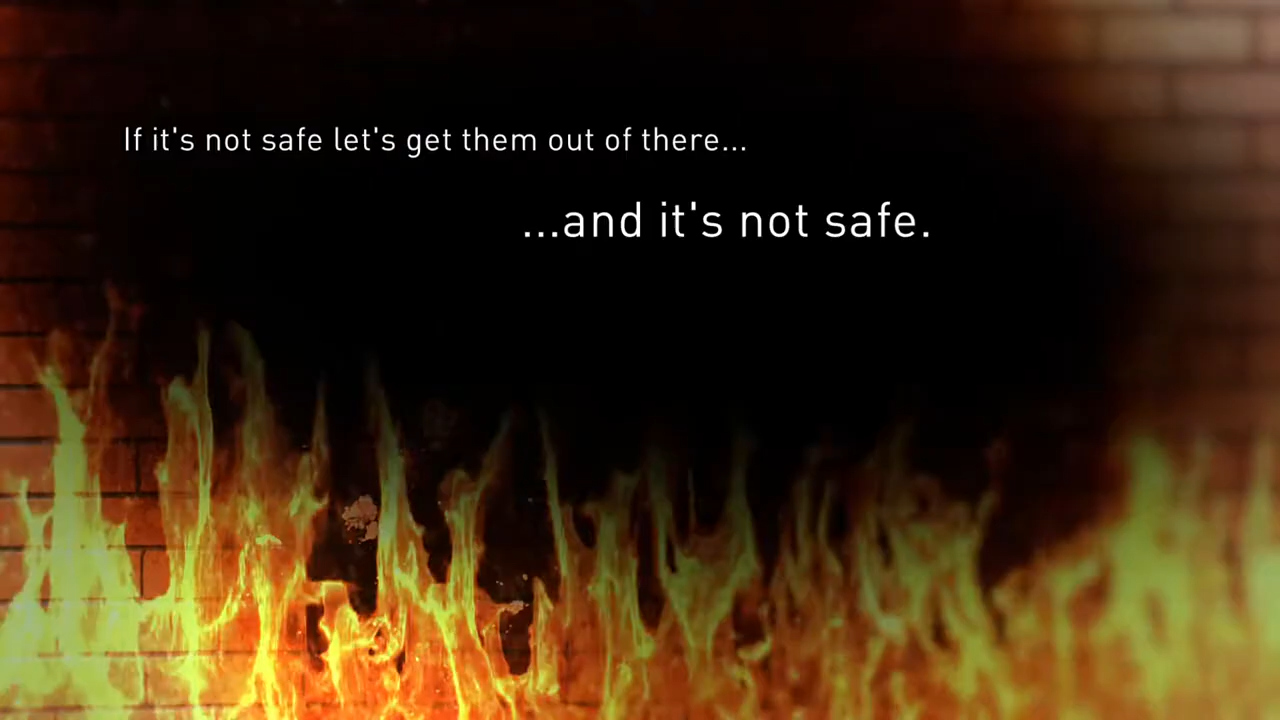 If it's not safe let's get them out of there...
...and it's not safe.